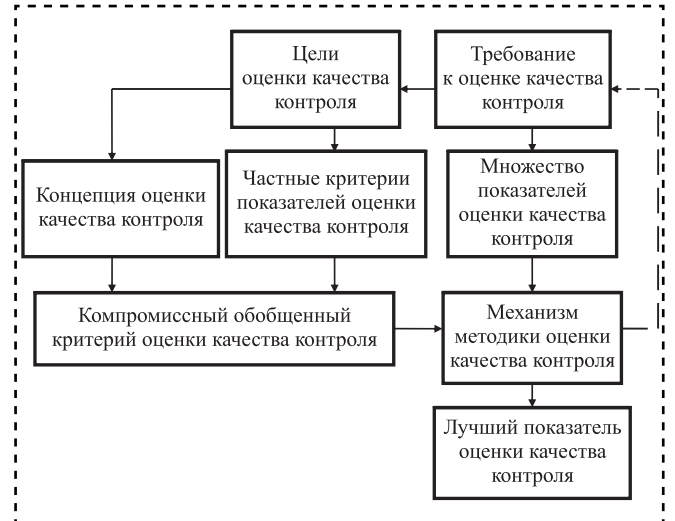 Цели
оценки качества
контроля
Требование
к оценке качества
контроля
Концепция оценки
качества контроля
Частные критерии
показателей оценки
качества контроля
Множество
показателей
оценки качества
контроля
Компромиссный обобщенный
критерий оценки качества контроля
Механизм
методики оценки
качества контроля
Лучший показатель
оценки качества
контроля